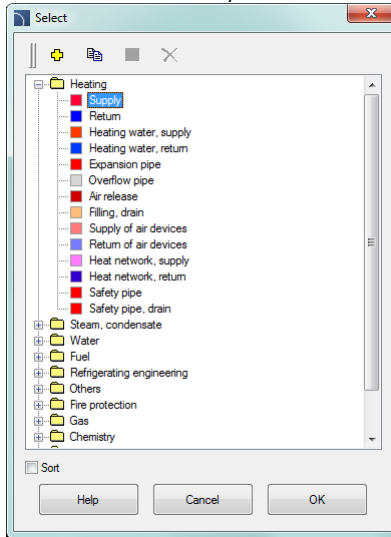 Select
Heating
Supply
Return
Heating water, supply
Heating water, return
Expansion pipe
Overflow pipe
Air release
Filling, drain
Supply of air devices
Return of air devices
Heat network, supply
Heat network, return
Safety pipe
Safety pipe, drain
Steam, condensate
Water
Fuel
Refrigerating engineering
Others
Fire protection
Gas
Chemistry
Sort
Help Cancel OK